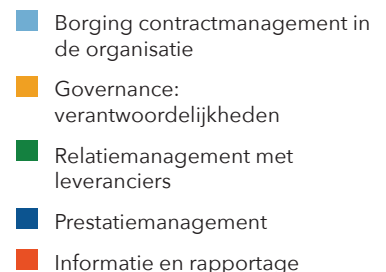 Borging contractmanagement in
de organisatie
Governance:
verantwoordelijkheden
Relatiemanagement met
leveranciers
Prestatiemanagement
Informatie en rapportage